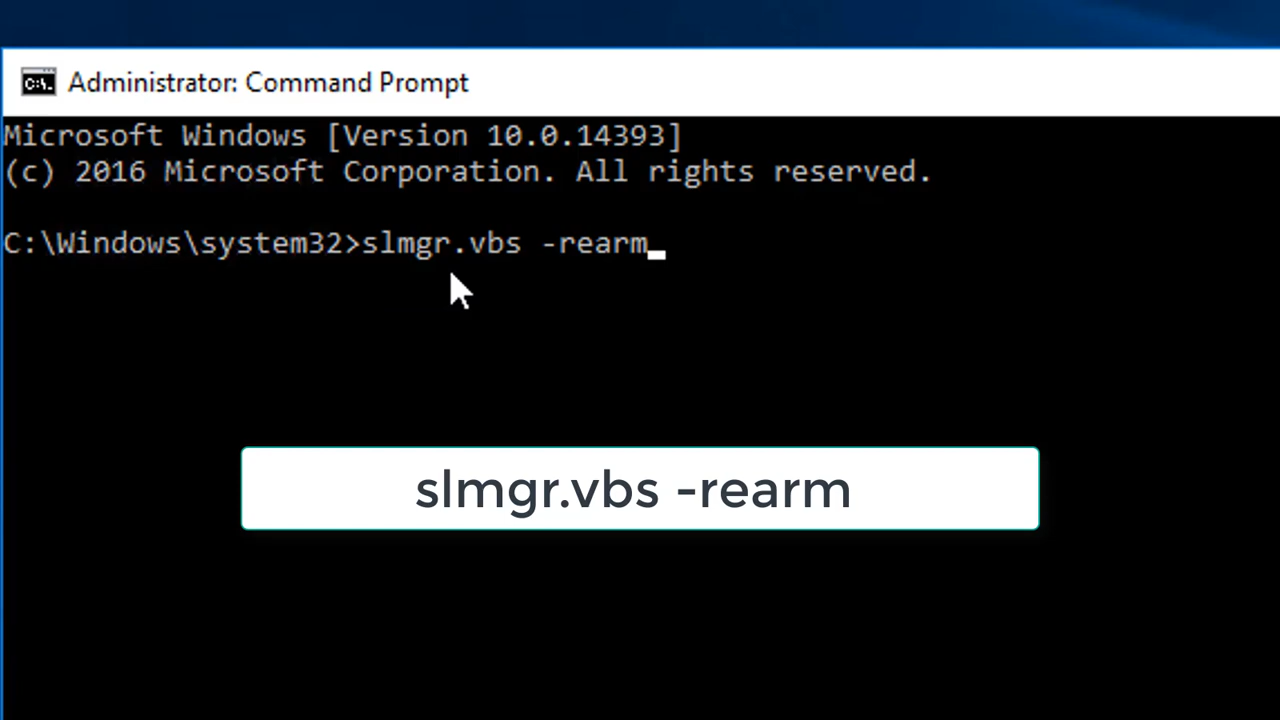 Administrator: Command Prompt
Microsoft Windows [Version 10.0.14393]
(c) 2016 Microsoft Corporation. All rights reserved.
C:\Windows\system32>slmgr.vbs -rearm
slmgr.vbs -rearm